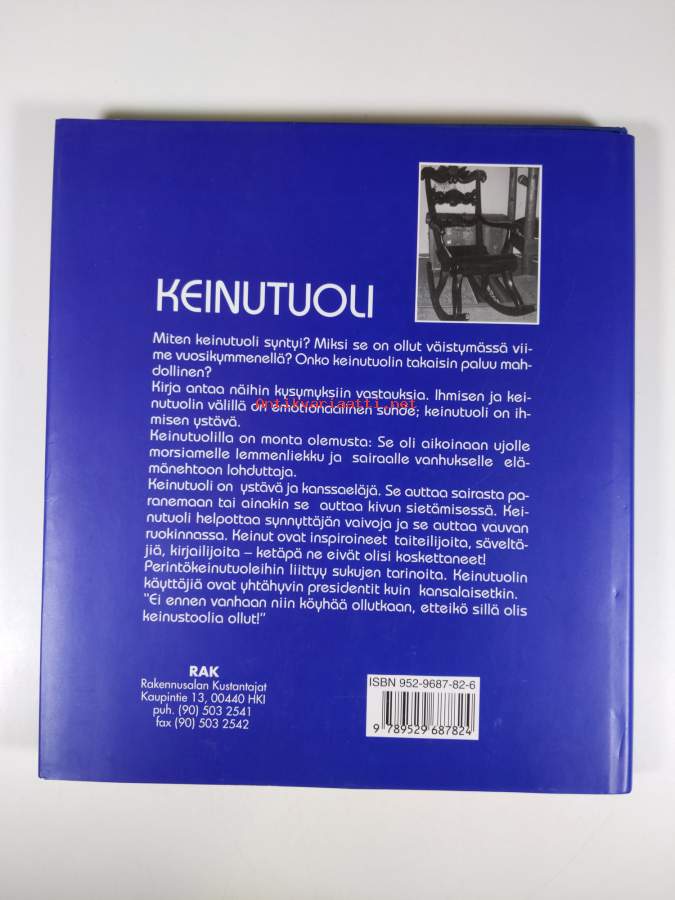 KEINUTUOLI
Miten keinutuoli syntyi? Miksi se on ollut väistymässä vii-
me vuosikymmenellä? Onko keinutuolin takaisin paluu mah-
dollinen?
Kirja antaa näihin kysymyksiin vastauksia. Ihmisen ja kei-
Antikvariaatti.net
nutuolin välillä on emotionaalinen suhde; keinutuoli on ih-
misen ystävä.
Keinutuolilla on monta olemusta: Se oli aikoinaan ujolle
morsiamelle lemmenliekku ja sairaalle vanhukselle elä-
mänehtoon lohduttaja.
Keinutuoli on ystävä ja kanssaeläjä. Se auttaa sairasta pa-
ranemaan tai ainakin se auttaa kivun sietämisessä. Kei-
nutuoli helpottaa synnyttäjän vaivoja ja se auttaa vauvan
ruokinnassa. Keinut ovat inspiroineet taiteilijoita, säveltä-
jiä, kirjailijoita – ketäpä ne eivät olisi koskettaneet!
Perintökeinutuoleihin liittyy sukujen tarinoita. Keinutuolin
käyttäjiä ovat yhtähyvin presidentit kuin kansalaisetkin.
"Ei ennen vanhaan niin köyhää ollutkaan, etteikö sillä olis
keinustoolia ollut!"
RAK
Rakennusalan Kustantajat
Kaupintie 13, 00440 HKI
puh. (90) 503 2541
fax (90) 503 2542
ISBN 952-9687-82-6
9 789529 687824